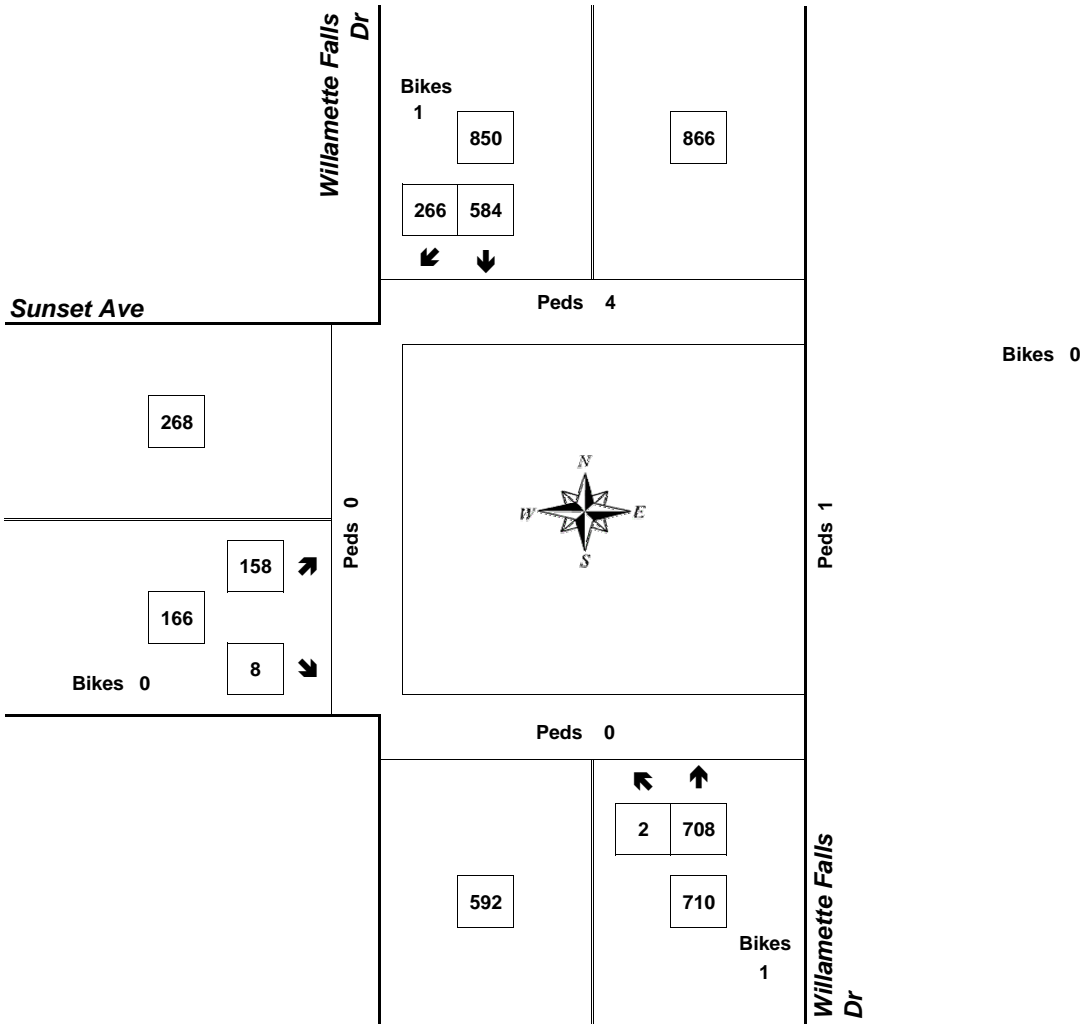 Willamette Falls
Dr
Bikes
1
850
866
266 584
Peds 4
Sunset Ave
Bikes 0
268
N
W E
S
Peds 0
Peds 1
158
166
8
Bikes 0
Peds 0
2 708
592
710
Bikes
1
Willamette Falls
Dr